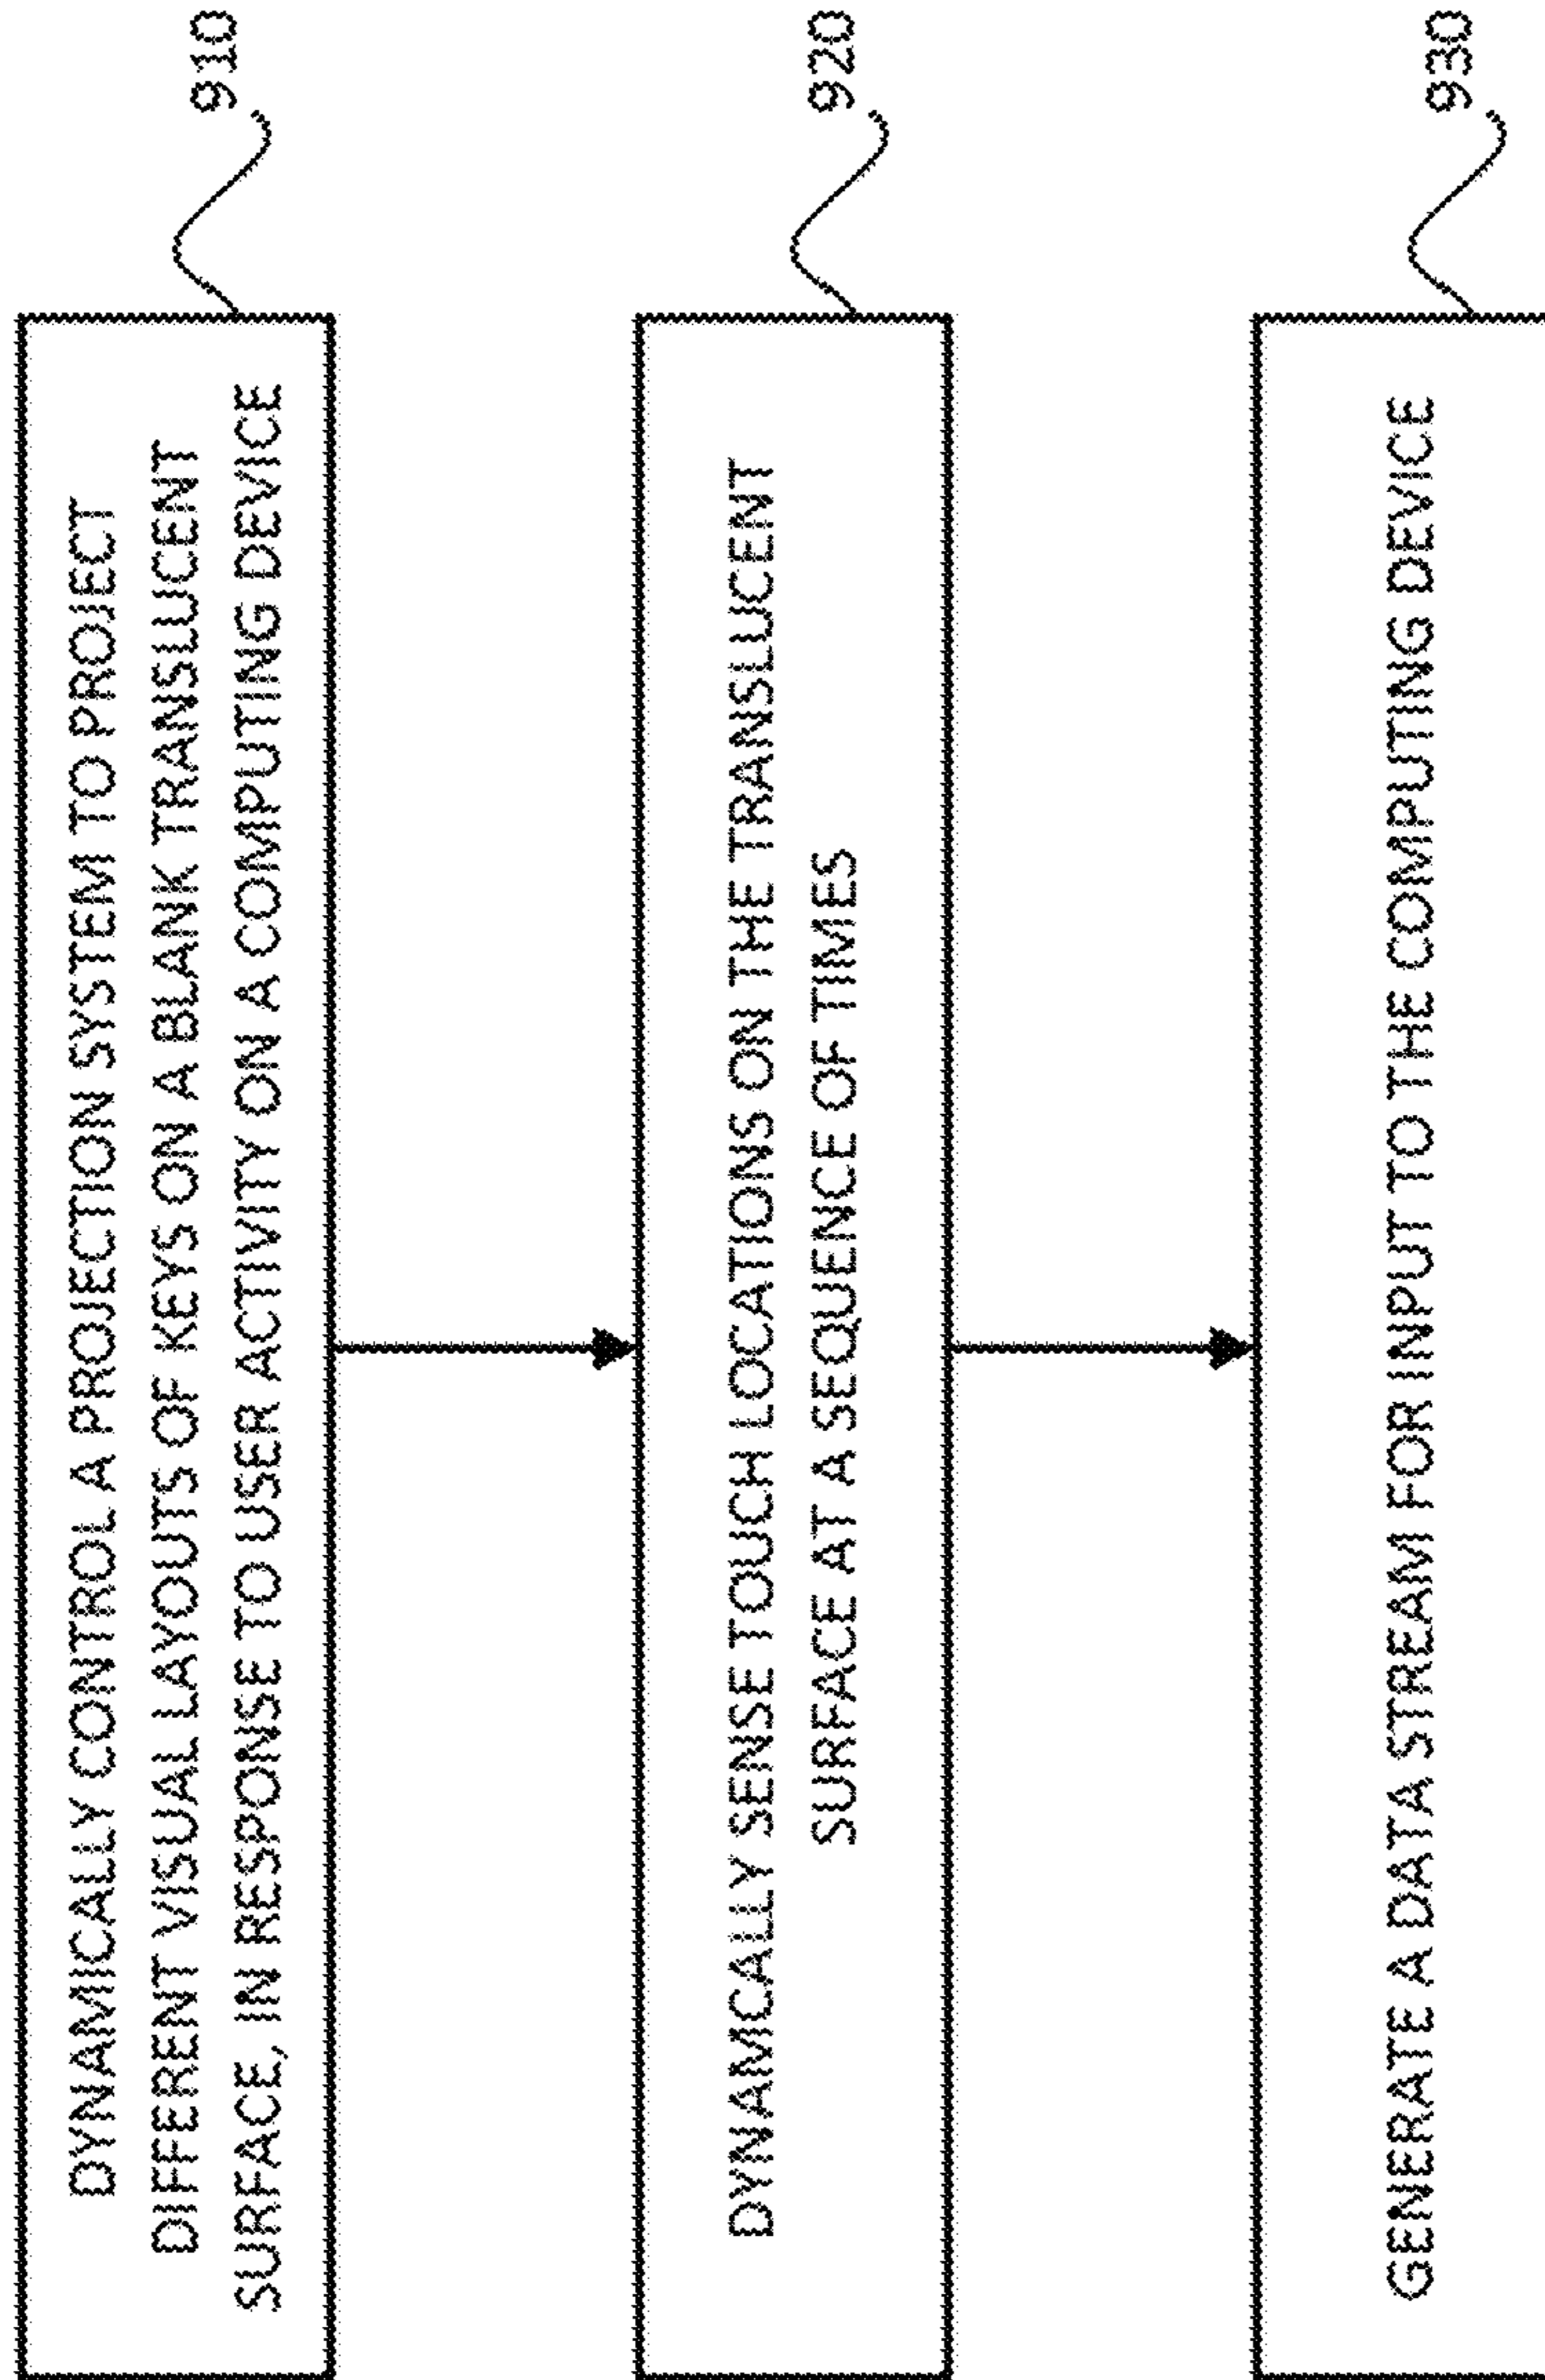 DYNAMICALLY CONTROL A PROJECTION SYSTEM TO PROJECT
DIFFERENT VISUAL LAYOUTS OF KEYS ON A BLANK TRANSLUCENT
SURFACE, IN RESPONSE TO USER ACTIVITY ON A COMPUTING DEVICE
910
DYNAMICALLY SENSE TOUCH LOCATIONS ON THE TRANSLUCENT
SURFACE AT A SEQUENCE OF TIMES
920
GENERATE A DATA STREAM FOR INPUT TO THE COMPUTING DEVICE
930